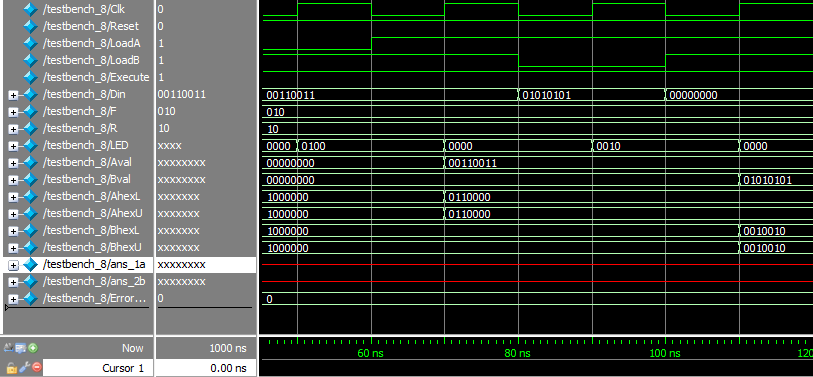 /testbench_8/Clk 0
/testbench_8/Reset 0
/testbench_8/LoadA 1
/testbench_8/LoadB 1
/testbench_8/Execute 1
/testbench_8/Din 00110011 00110011 01010101 00000000
/testbench_8/F 010 010
/testbench_8/R 10 10
/testbench_8/LED xxxx 0000 0100 0000 0010 0000
/testbench_8/Aval xxxxxxxx 00000000 00110011
/testbench_8/Bval xxxxxxxx 00000000 01010101
/testbench_8/AhexL xxxxxxx 1000000 0110000
/testbench_8/AhexU xxxxxxx 1000000 0110000
/testbench_8/BhexL xxxxxxx 1000000 0010010
/testbench_8/BhexU xxxxxxx 1000000 0010010
/testbench_8/ans_1a xxxxxxxx
/testbench_8/ans_2b xxxxxxxx
/testbench_8/Error... 0 0
Now 1000 ns 60 ns 80 ns 100 ns 120
Cursor 1 0.00 ns